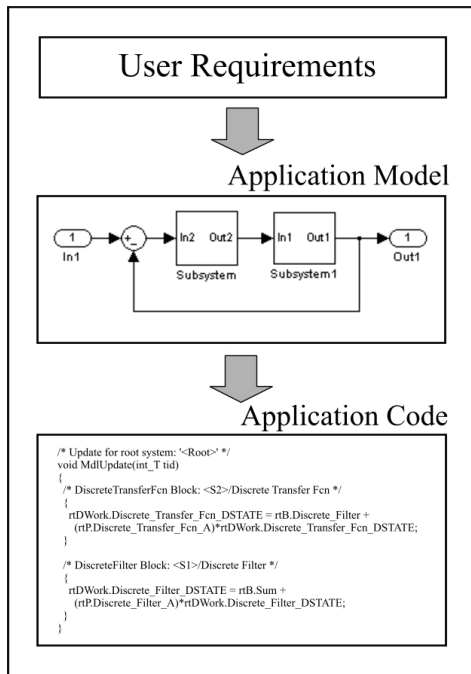 User Requirements
Application Model
1
In1
+
-
In2 Out2
Subsystem
In1 Out1
Subsystem1
1
Out1
Application Code
/* Update for root system: '<Root>' */
void MdlUpdate(int_T tid)
{
/* DiscreteTransferFcn Block: <S2>/Discrete Transfer Fcn */
{
rtDWork.Discrete_Transfer_Fcn_DSTATE = rtB.Discrete_Filter +
(rtP.Discrete_Transfer_Fcn_A)*rtDWork.Discrete_Transfer_Fcn_DSTATE;
}
/* DiscreteFilter Block: <S1>/Discrete Filter */
{
rtDWork.Discrete_Filter_DSTATE = rtB.Sum +
(rtP.Discrete_Filter_A)*rtDWork.Discrete_Filter_DSTATE;
}
}